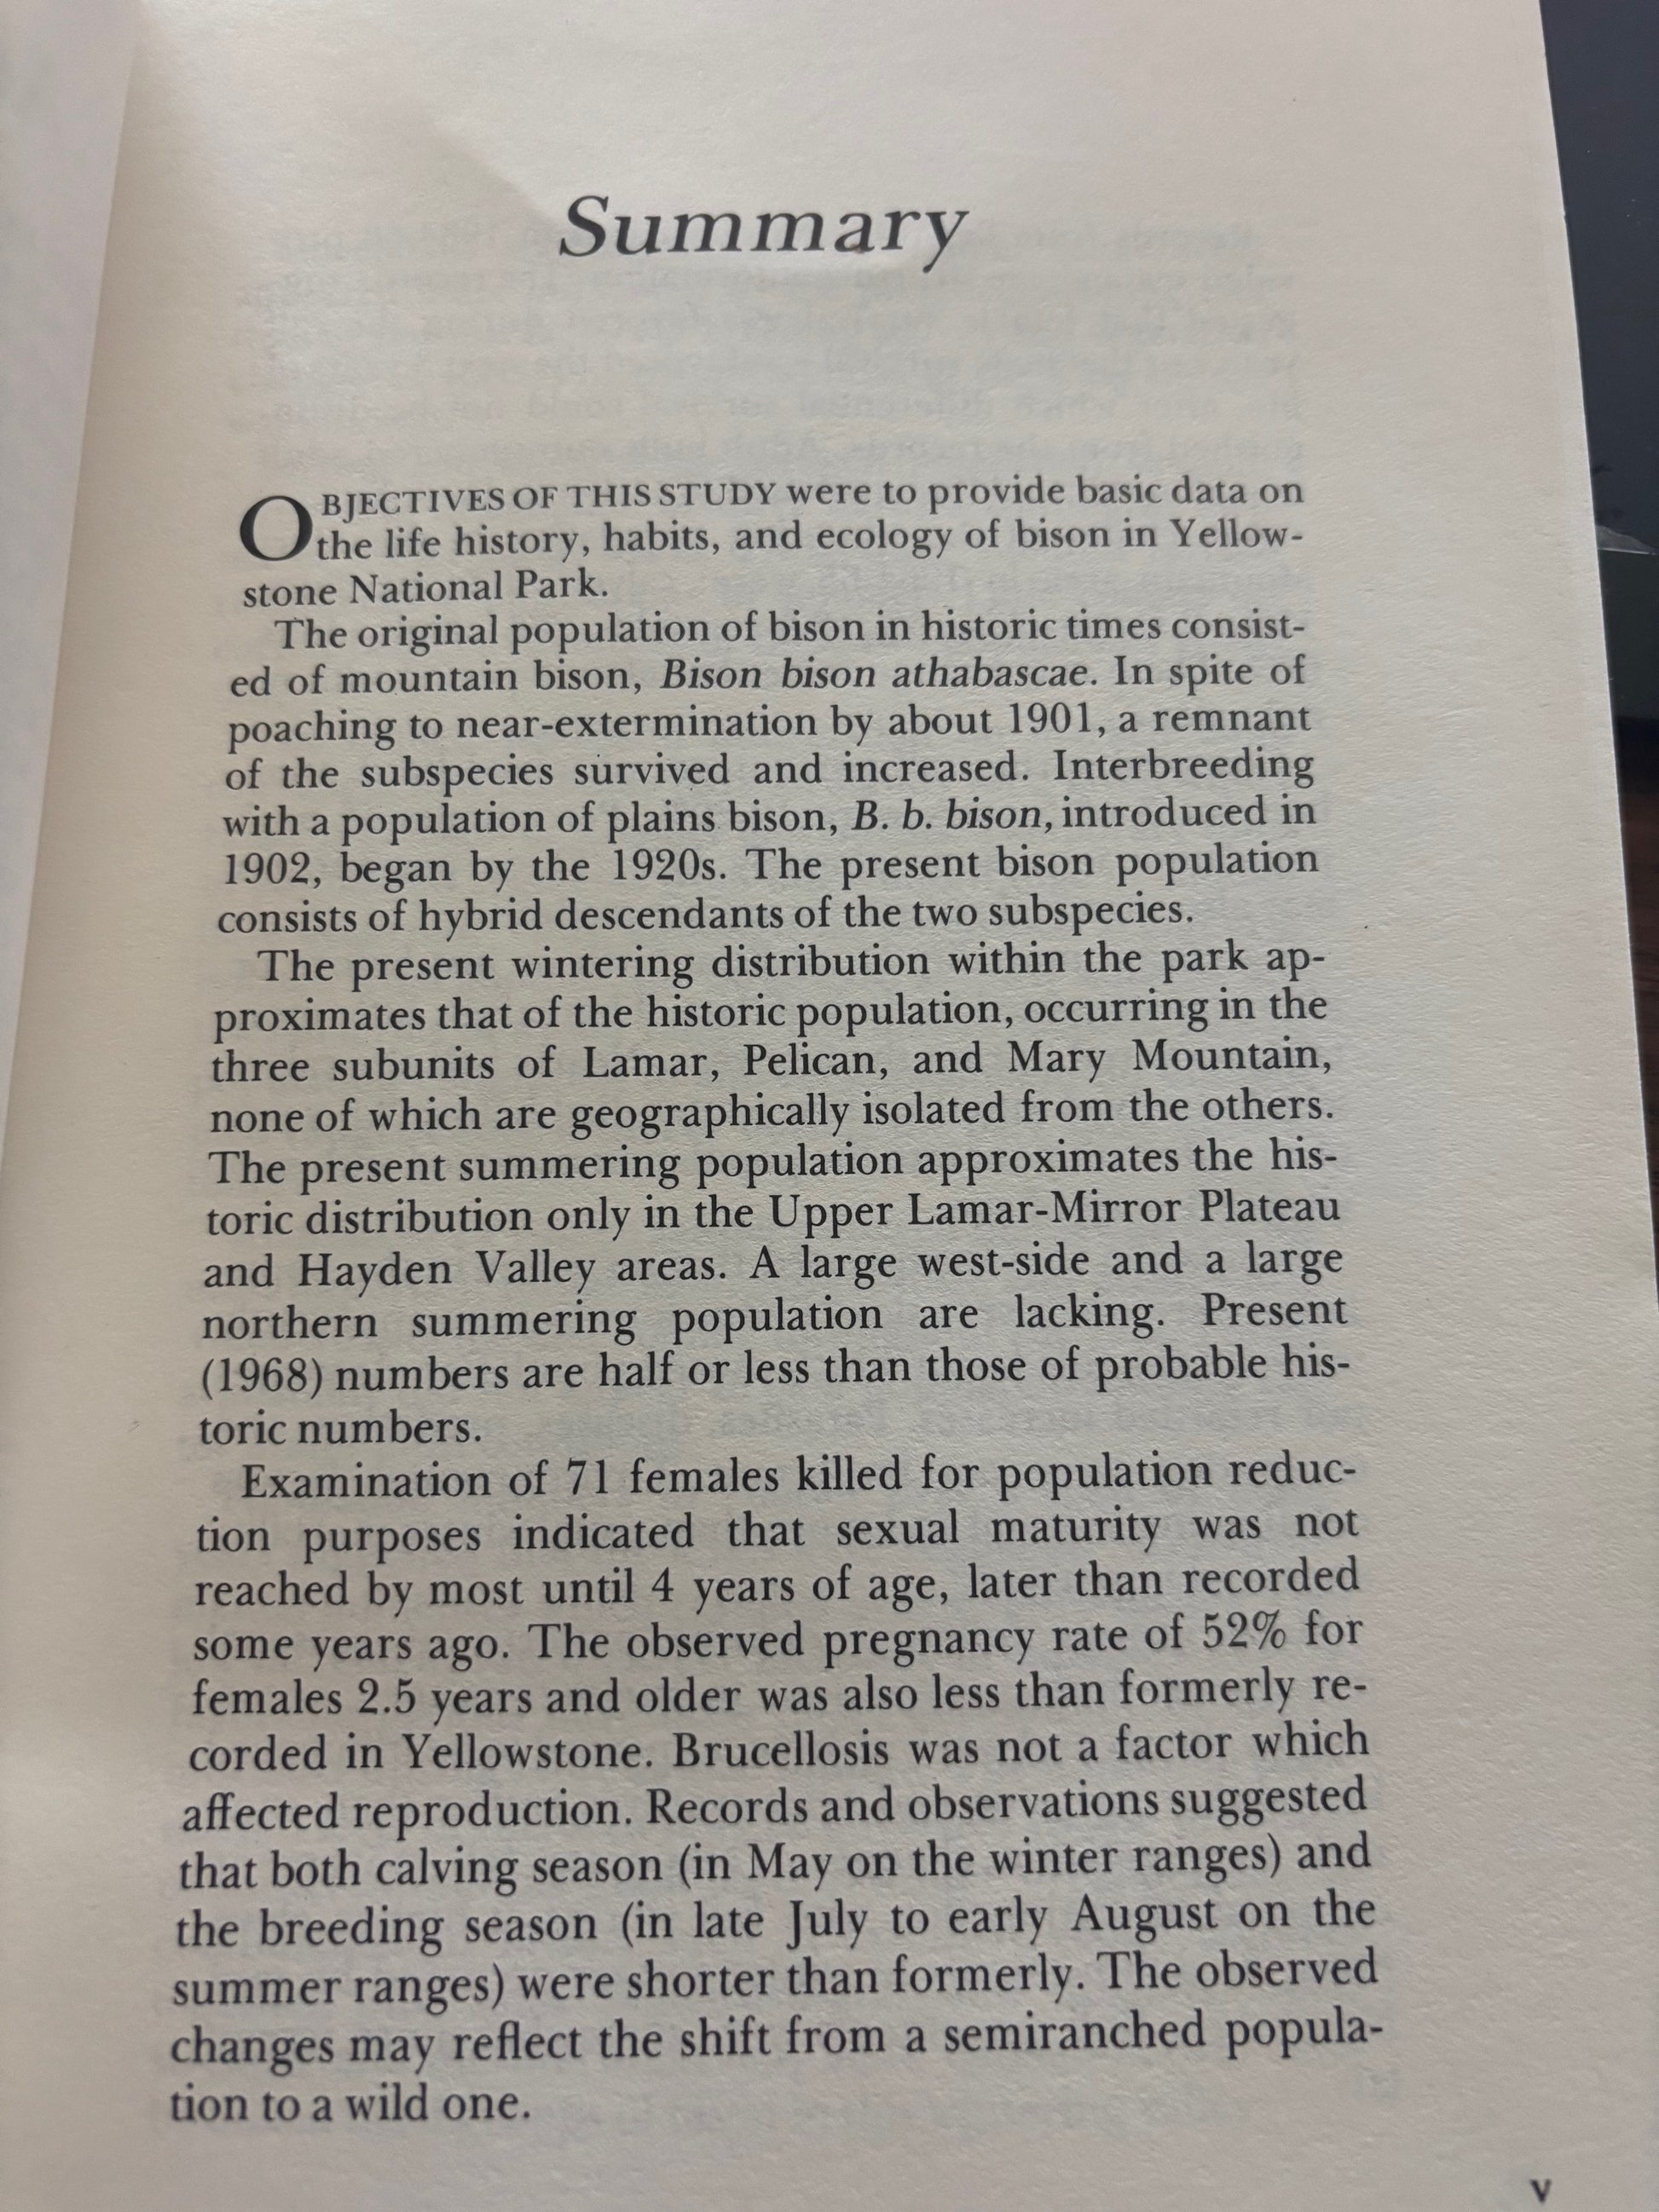 Summary
OBJECTIVES OF THIS STUDY were to provide basic data on
the life history, habits, and ecology of bison in Yellow-
stone National Park.
The original population of bison in historic times consist-
ed of mountain bison, Bison bison athabascae. In spite of
poaching to near-extermination by about 1901, a remnant
of the subspecies survived and increased. Interbreeding
with a population of plains bison, B. b. bison, introduced in
1902, began by the 1920s. The present bison population
consists of hybrid descendants of the two subspecies.
The present wintering distribution within the park ap-
proximates that of the historic population, occurring in the
three subunits of Lamar, Pelican, and Mary Mountain,
none of which are geographically isolated from the others.
The present summering population approximates the his-
toric distribution only in the Upper Lamar-Mirror Plateau
and Hayden Valley areas. A large west-side and a large
northern summering population are lacking. Present
(1968) numbers are half or less than those of probable his-
toric numbers.
Examination of 71 females killed for population reduc-
tion purposes indicated that sexual maturity was not
reached by most until 4 years of age, later than recorded
some years ago. The observed pregnancy rate of 52% for
females 2.5 years and older was also less than formerly re-
corded in Yellowstone. Brucellosis was not a factor which
affected reproduction. Records and observations suggested
that both calving season (in May on the winter ranges) and
the breeding season (in late July to early August on the
summer ranges) were shorter than formerly. The observed
changes may reflect the shift from a semiranched popula-
tion to a wild one.
v